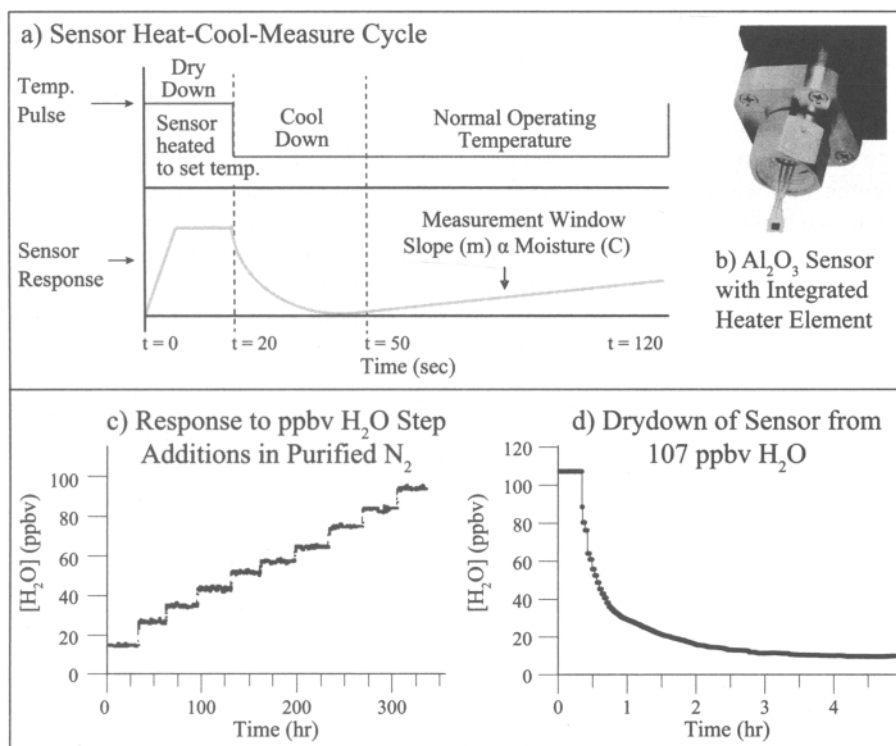 a) Sensor Heat-Cool-Measure Cycle
Temp.
Pulse
Dry
Down
Sensor
heated
to set temp.
Cool
Down
Normal Operating
Temperature
Sensor
Response
Measurement Window
Slope (m) α Moisture (C)
t = 0
t = 20
t = 50
t = 120
Time (sec)
b) Al₂O₃ Sensor
with Integrated
Heater Element
c) Response to ppbv H₂O Step
Additions in Purified N₂
[H₂O] (ppbv)
100
80
60
40
20
0
0
100
200
300
Time (hr)
d) Drydown of Sensor from
107 ppbv H₂O
[H₂O] (ppbv)
120
100
80
60
40
20
0
0
1
2
3
4
Time (hr)